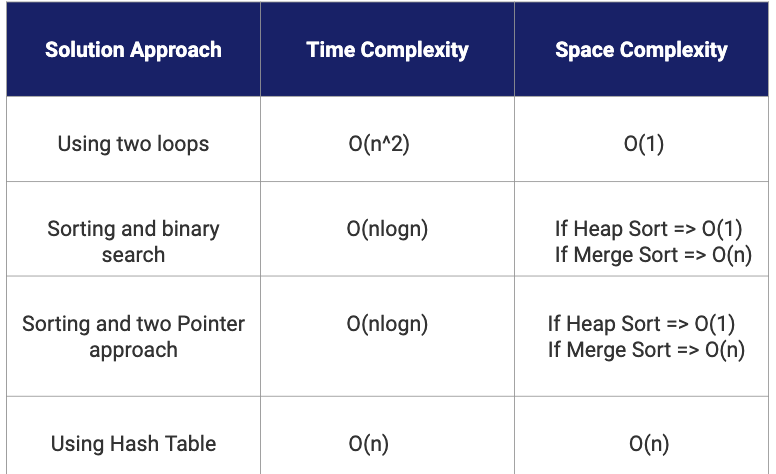 Solution Approach Time Complexity Space Complexity
Using two loops O(n^2) O(1)
Sorting and binary search O(nlogn) If Heap Sort => O(1)
If Merge Sort => O(n)
Sorting and two Pointer approach O(nlogn) If Heap Sort => O(1)
If Merge Sort => O(n)
Using Hash Table O(n) O(n)